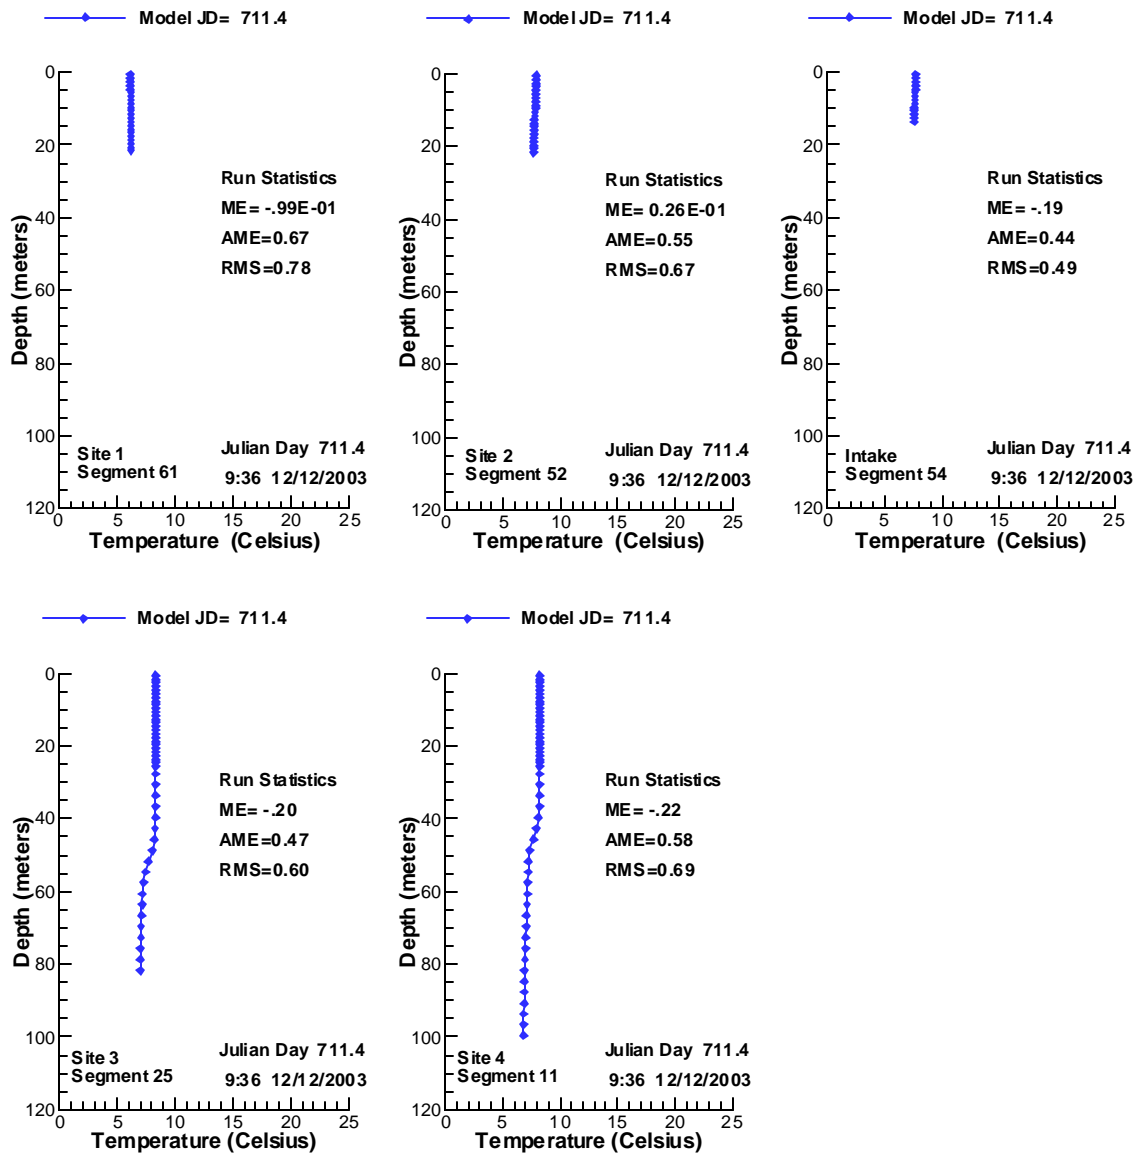 Model JD= 711.4
0
20
40
60
80
100
120
Depth (meters)
Run Statistics
ME= -.99E-01
AME=0.67
RMS=0.78
Site 1
Segment 61
Julian Day 711.4
9:36 12/12/2003
0 5 10 15 20 25
Temperature (Celsius)
Model JD= 711.4
0
20
40
60
80
100
120
Depth (meters)
Run Statistics
ME= 0.26E-01
AME=0.55
RMS=0.67
Site 2
Segment 52
Julian Day 711.4
9:36 12/12/2003
0 5 10 15 20 25
Temperature (Celsius)
Model JD= 711.4
0
20
40
60
80
100
120
Depth (meters)
Run Statistics
ME= -.19
AME=0.44
RMS=0.49
Intake
Segment 54
Julian Day 711.4
9:36 12/12/2003
0 5 10 15 20 25
Temperature (Celsius)
Model JD= 711.4
0
20
40
60
80
100
120
Depth (meters)
Run Statistics
ME= -.20
AME=0.47
RMS=0.60
Site 3
Segment 25
Julian Day 711.4
9:36 12/12/2003
0 5 10 15 20 25
Temperature (Celsius)
Model JD= 711.4
0
20
40
60
80
100
120
Depth (meters)
Run Statistics
ME= -.22
AME=0.58
RMS=0.69
Site 4
Segment 11
Julian Day 711.4
9:36 12/12/2003
0 5 10 15 20 25
Temperature (Celsius)